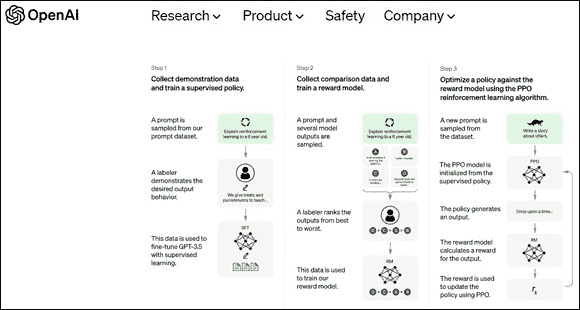 OpenAI
Research
Product
Safety
Company
Step 1
Collect demonstration data
and train a supervised policy.
A prompt is
sampled from our
prompt dataset.
Explain reinforcement
learning to a 6 year old.
A labeler
demonstrates the
desired output
behavior.
We give treats and
punishments to teach...
This data is used to
fine-tune GPT-3.5
with supervised
learning.
SFT
Step 2
Collect comparison data and
train a reward model.
A prompt and
several model
outputs are
sampled.
Explain reinforcement
learning to a 6 year old.
A
B
C
D
A labeler ranks the
outputs from best
to worst.
This data is used
to train our
reward model.
RM
Step 3
Optimize a policy against the
reward model using the PPO
reinforcement learning algorithm.
A new prompt is
sampled from
the dataset.
Write a story
about otters.
The PPO model is
initialized from the
supervised policy.
PPO
The policy generates
an output.
Once upon a time...
The reward model
calculates a reward
for the output.
RM
The reward is used
to update the
policy using PPO.